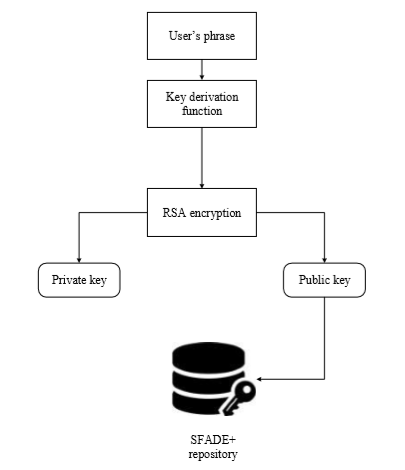 User’s phrase
Key derivation
function
RSA encryption
Private key
Public key
SFADE+
repository